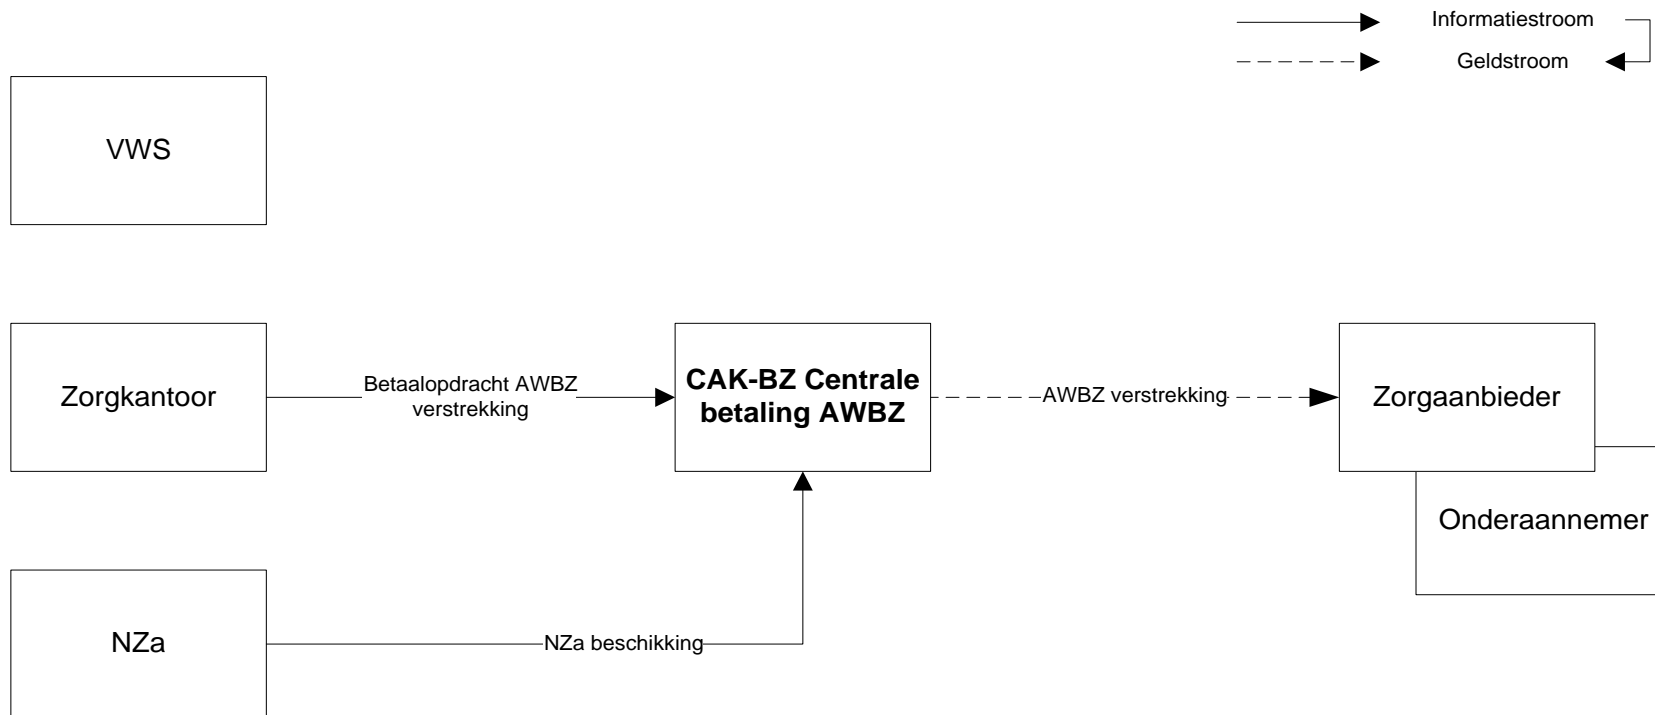 Informatiestroom
Geldstroom
VWS
Zorgkantoor
Betaalopdracht AWBZ
verstrekking
CAK-BZ Centrale
betaling AWBZ
AWBZ verstrekking
Zorgaanbieder
Onderaannemer
NZa
NZa beschikking